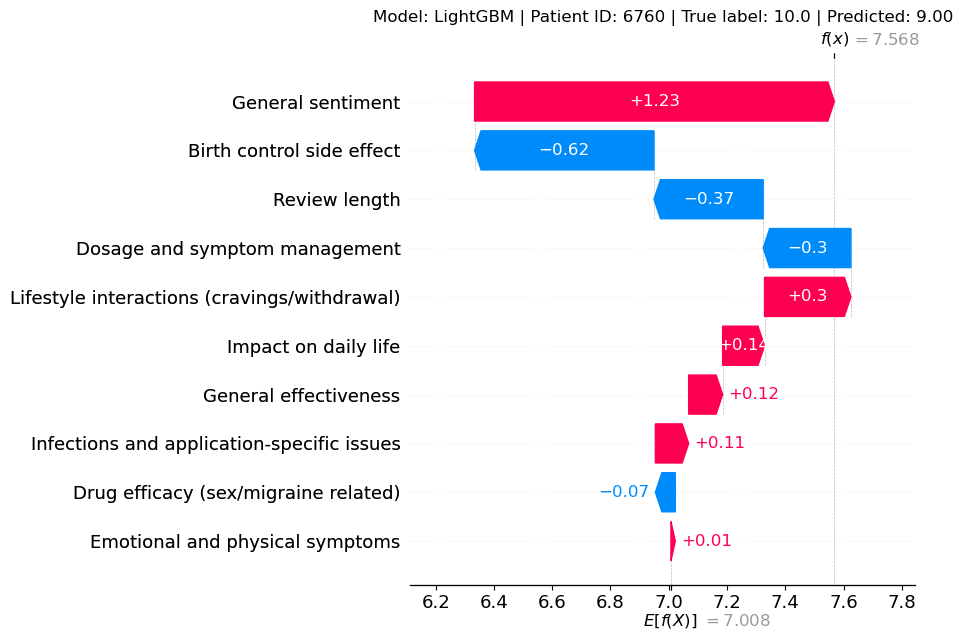 Model: LightGBM | Patient ID: 6760 | True label: 10.0 | Predicted: 9.00
f(x) = 7.568
General sentiment +1.23
Birth control side effect −0.62
Review length −0.37
Dosage and symptom management −0.3
Lifestyle interactions (cravings/withdrawal) +0.3
Impact on daily life +0.14
General effectiveness +0.12
Infections and application-specific issues +0.11
Drug efficacy (sex/migraine related) −0.07
Emotional and physical symptoms +0.01
6.2 6.4 6.6 6.8 7.0 7.2 7.4 7.6 7.8
E[f(X)] = 7.008